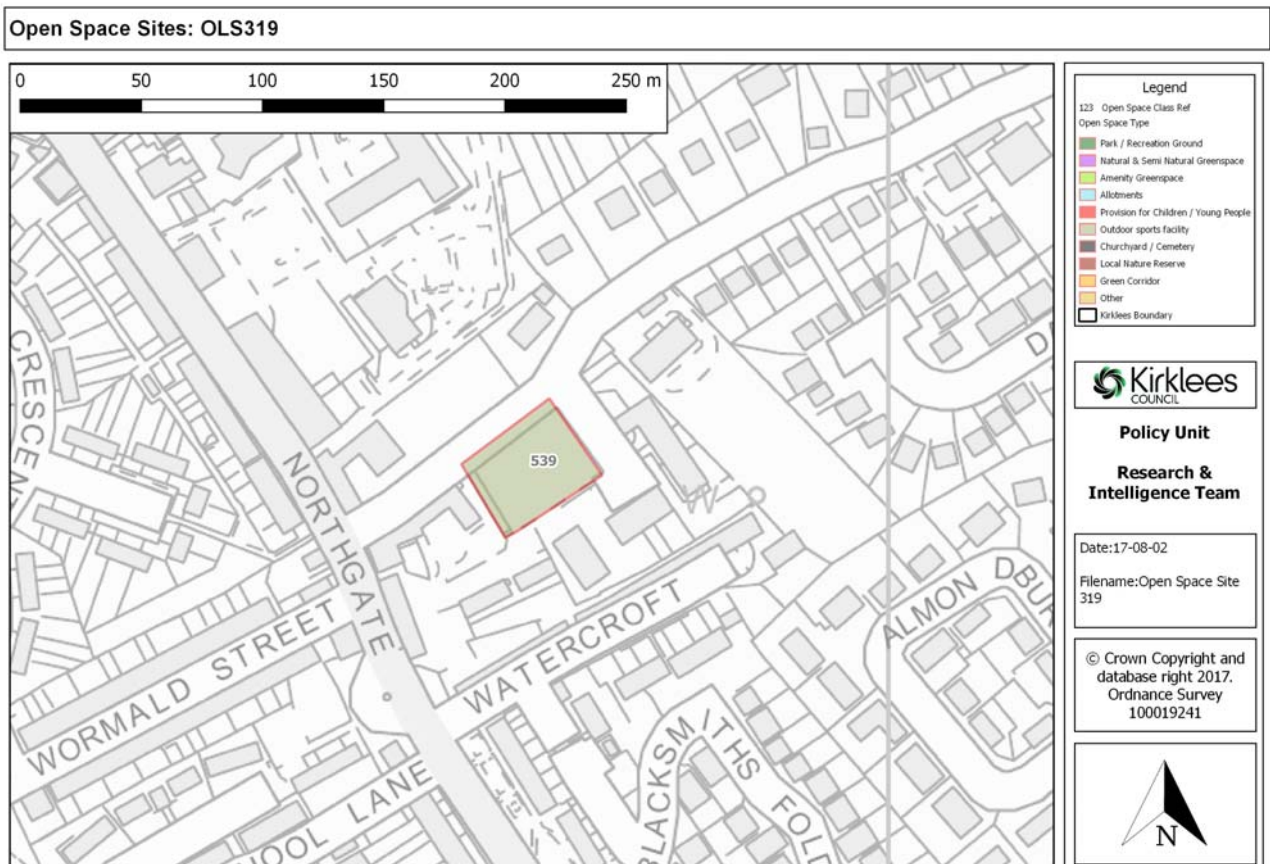 Open Space Sites: OLS319
0 50 100 150 200 250 m
539
CRESCEN
NORTHGATE
WORMALD STREET
WATERCROFT
HOOL LANE
BLACKSMITHS FOLD
ALMONDBUR
D
Legend
123 Open Space Class Ref
Open Space Type
Park / Recreation Ground
Natural & Semi Natural Greenspace
Amenity Greenspace
Allotments
Provision for Children / Young People
Outdoor sports facility
Churchyard / Cemetery
Local Nature Reserve
Green Corridor
Other
Kirklees Boundary
Kirklees
COUNCIL
Policy Unit
Research &
Intelligence Team
Date:17-08-02
Filename:Open Space Site
319
© Crown Copyright and
database right 2017.
Ordnance Survey
100019241
N